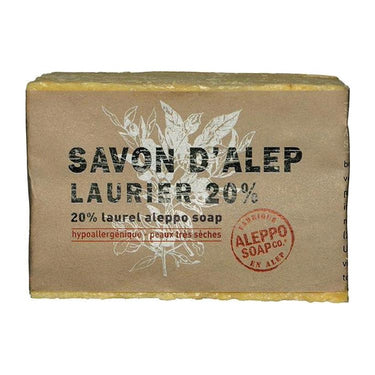 SAVON D'ALEP
LAURIER 20%
20% laurel aleppo soap
hypoallergénique - peaux très sèches
FABRIQUÉ
ALEPPO
SOAP CO.
EN ALEP